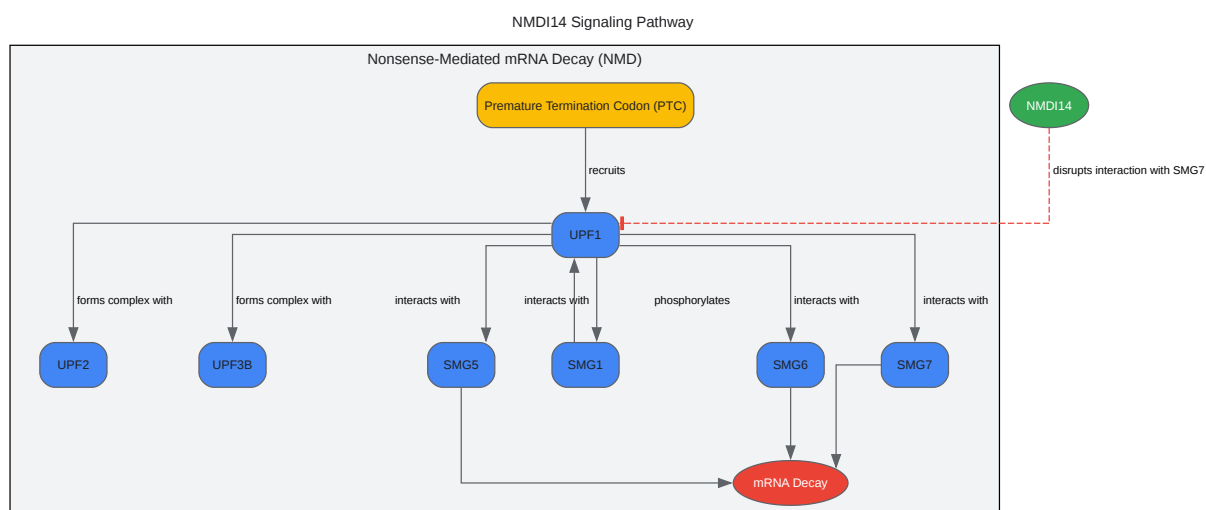 NMDI14 Signaling Pathway
Nonsense-Mediated mRNA Decay (NMD)
Premature Termination Codon (PTC)
NMDI14
recruits
disrupts interaction with SMG7
UPF1
forms complex with
forms complex with
interacts with
interacts with
phosphorylates
interacts with
interacts with
UPF2
UPF3B
SMG5
SMG1
SMG6
SMG7
mRNA Decay